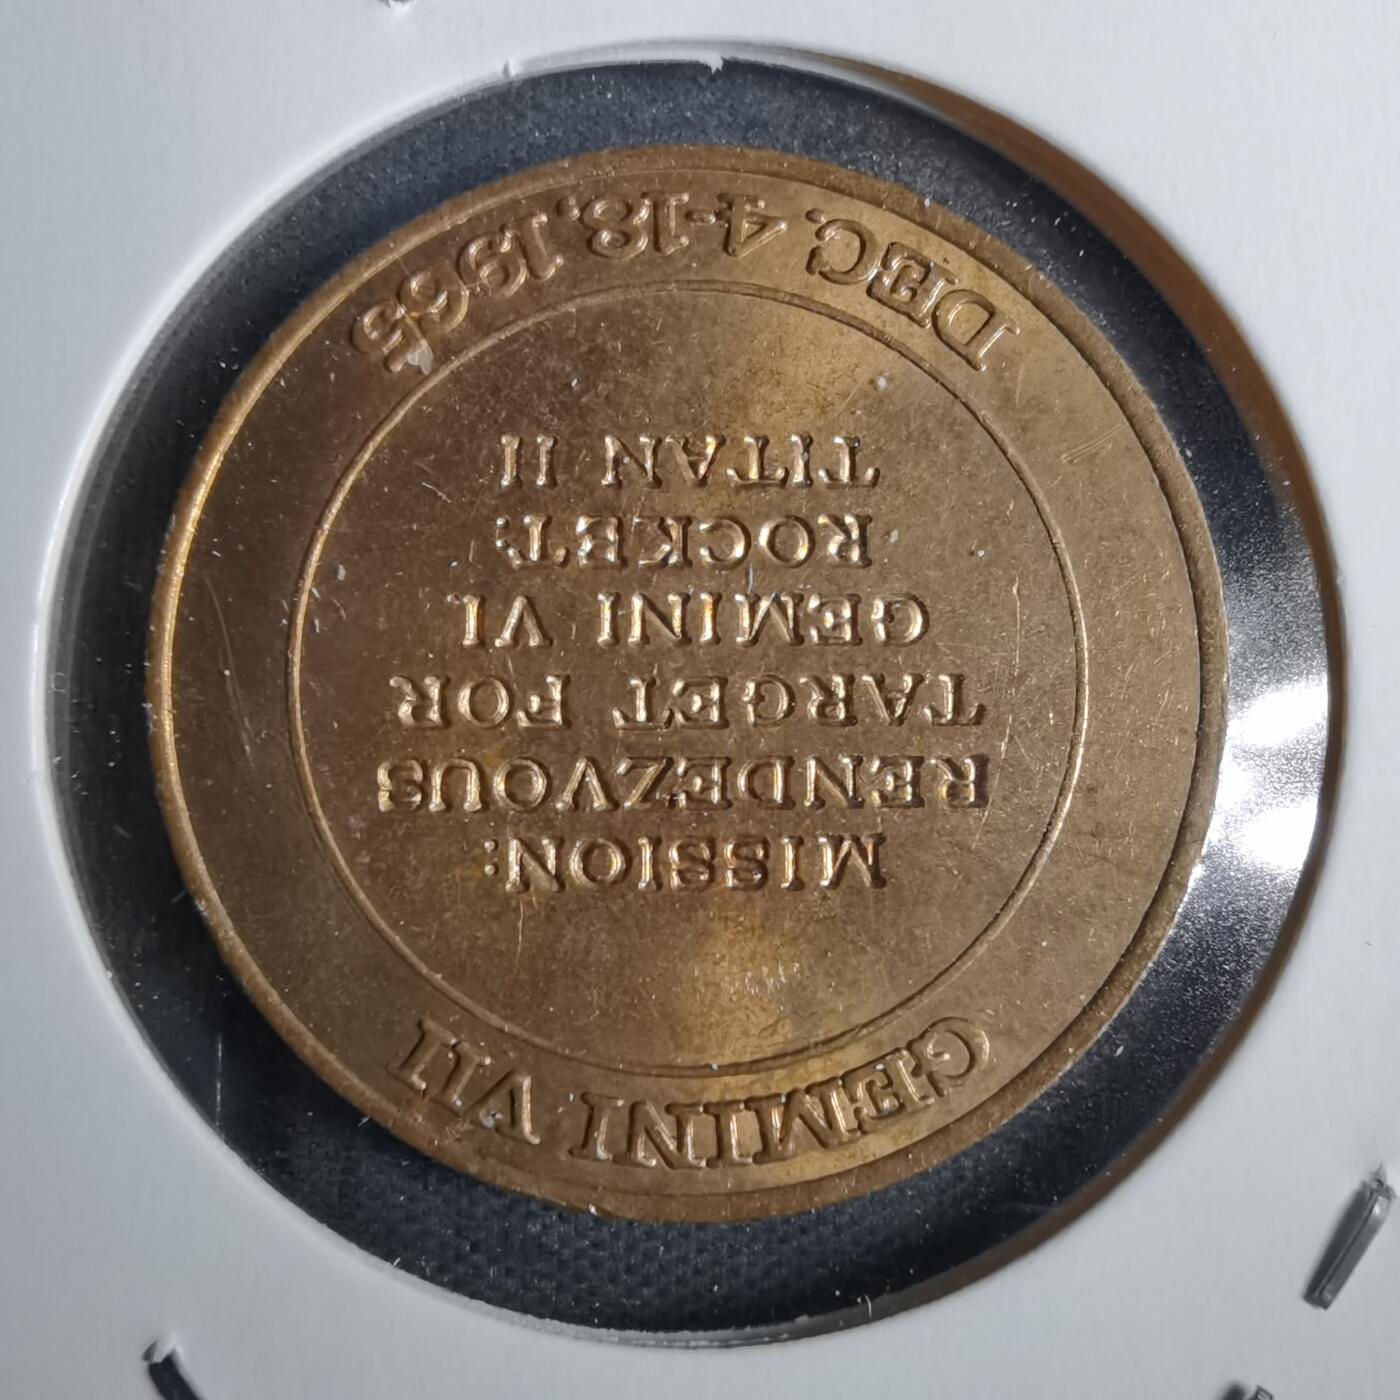 GEMINI VII
MISSION:
RENDEZVOUS
TARGET FOR
GEMINI VI.
ROCKET:
TITAN II
DEC. 4-18, 1965